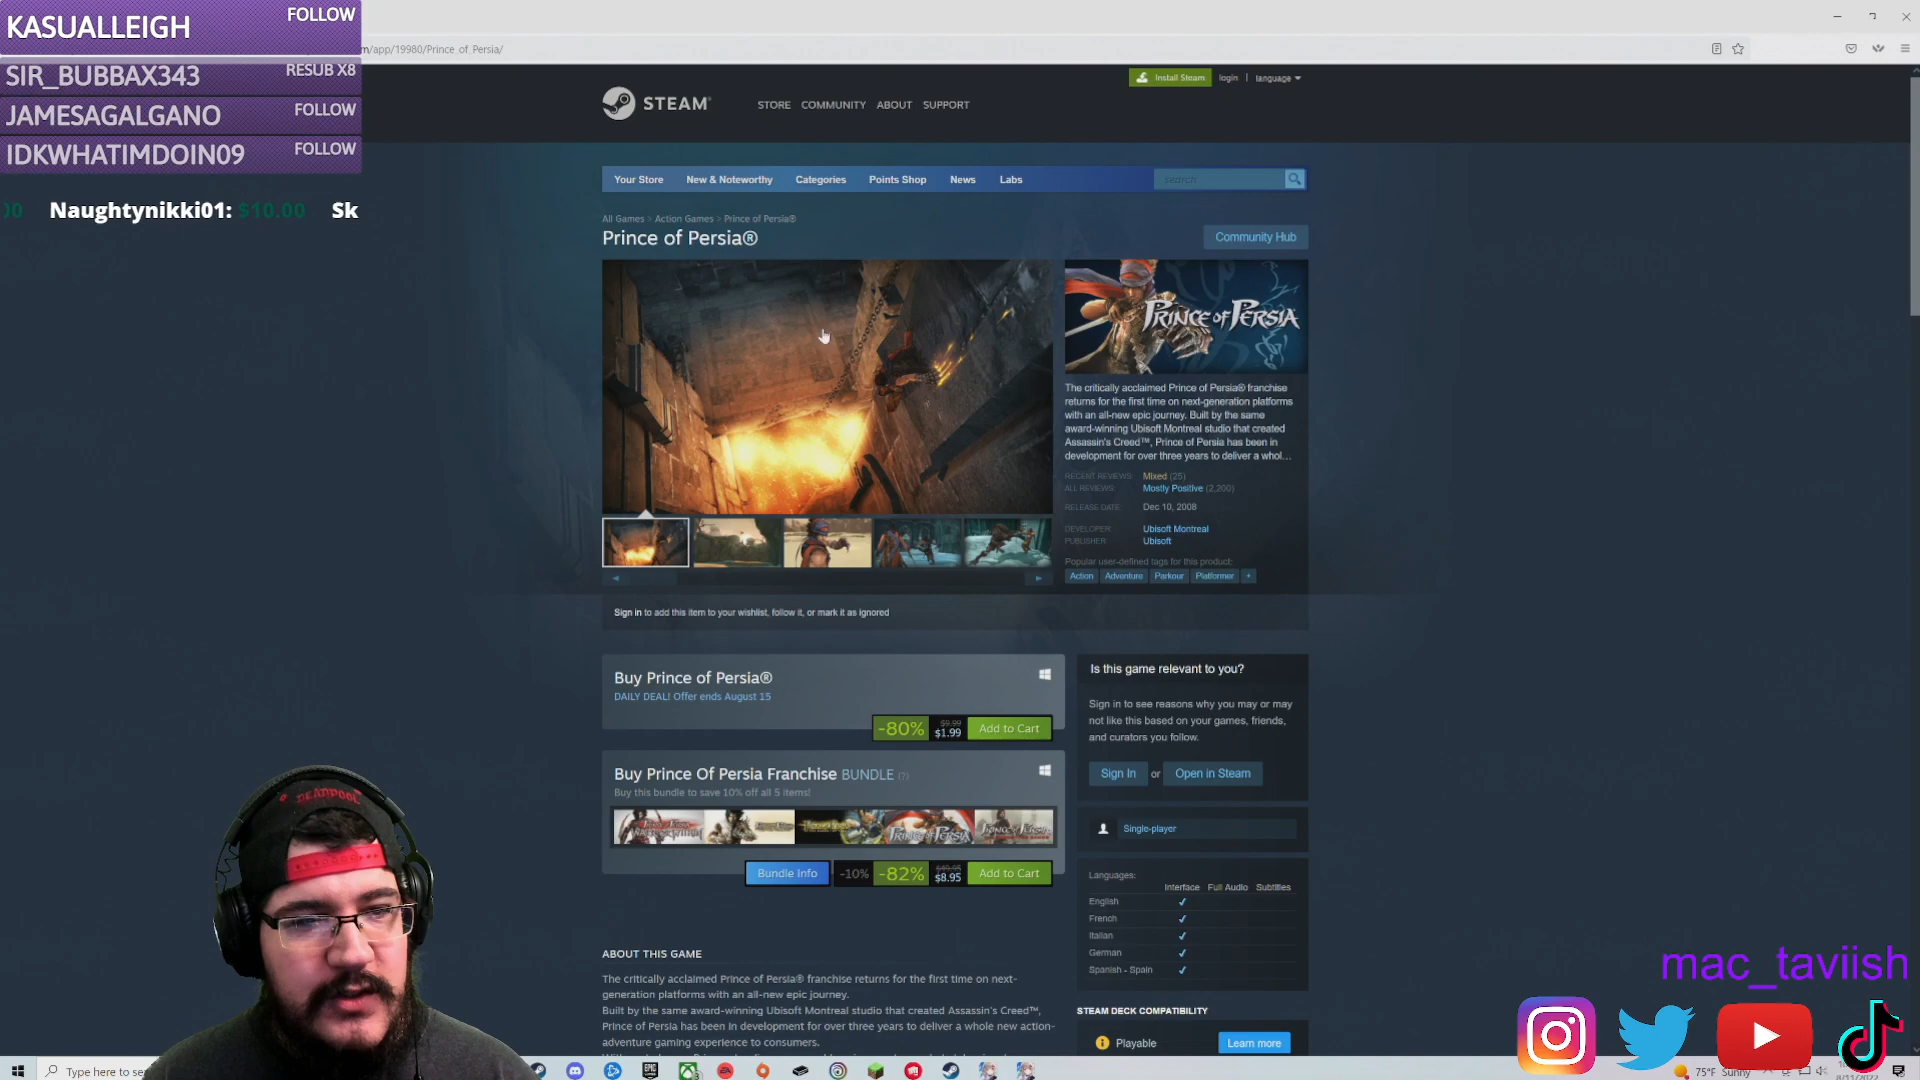 KASUALLEIGH FOLLOW
SIR_BUBBAX343 RESUB X8
JAMESAGALGANO FOLLOW
IDKWHATIMDOIN09 FOLLOW
Naughtynikki01: $10.00 Sk
/app/19980/Prince_of_Persia/
Install Steam login | language
STEAM STORE COMMUNITY ABOUT SUPPORT
Your Store New & Noteworthy Categories Points Shop News Labs search
All Games > Action Games > Prince of Persia®
Prince of Persia® Community Hub
PRINCE OF PERSIA
The critically acclaimed Prince of Persia® franchise
returns for the first time on next-generation platforms
with an all-new epic journey. Built by the same
award-winning Ubisoft Montreal studio that created
Assassin's Creed™, Prince of Persia has been in
development for over three years to deliver a whol...
RECENT REVIEWS: Mixed (25)
ALL REVIEWS: Mostly Positive (2,200)
RELEASE DATE: Dec 10, 2008
DEVELOPER: Ubisoft Montreal
PUBLISHER: Ubisoft
Popular user-defined tags for this product:
Action Adventure Parkour Platformer +
Sign in to add this item to your wishlist, follow it, or mark it as ignored
Buy Prince of Persia®
DAILY DEAL! Offer ends August 15
-80% $9.99 $1.99 Add to Cart
Buy Prince Of Persia Franchise BUNDLE (?)
Buy this bundle to save 10% off all 5 items!
Bundle Info -10% -82% $49.95 $8.95 Add to Cart
Is this game relevant to you?
Sign in to see reasons why you may or may
not like this based on your games, friends,
and curators you follow.
Sign In or Open in Steam
Single-player
Languages:
Interface Full Audio Subtitles
English ✔
French ✔
Italian ✔
German ✔
Spanish - Spain ✔
STEAM DECK COMPATIBILITY
Playable Learn more
ABOUT THIS GAME
The critically acclaimed Prince of Persia® franchise returns for the first time on next-
generation platforms with an all-new epic journey.
Built by the same award-winning Ubisoft Montreal studio that created Assassin's Creed™,
Prince of Persia has been in development for over three years to deliver a whole new action-
adventure gaming experience to consumers.
DEADPOOL
mac_taviish
Type here to se
75°F Sunny